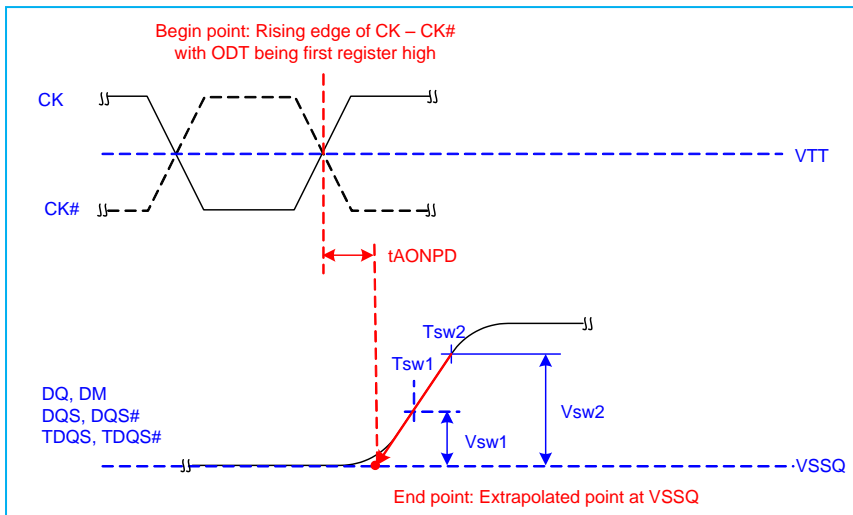 Begin point: Rising edge of CK – CK#
with ODT being first register high
CK
VTT
CK#
tAONPD
Tsw2
Tsw1
DQ, DM
DQS, DQS#
TDQS, TDQS#
Vsw2
Vsw1
VSSQ
End point: Extrapolated point at VSSQ